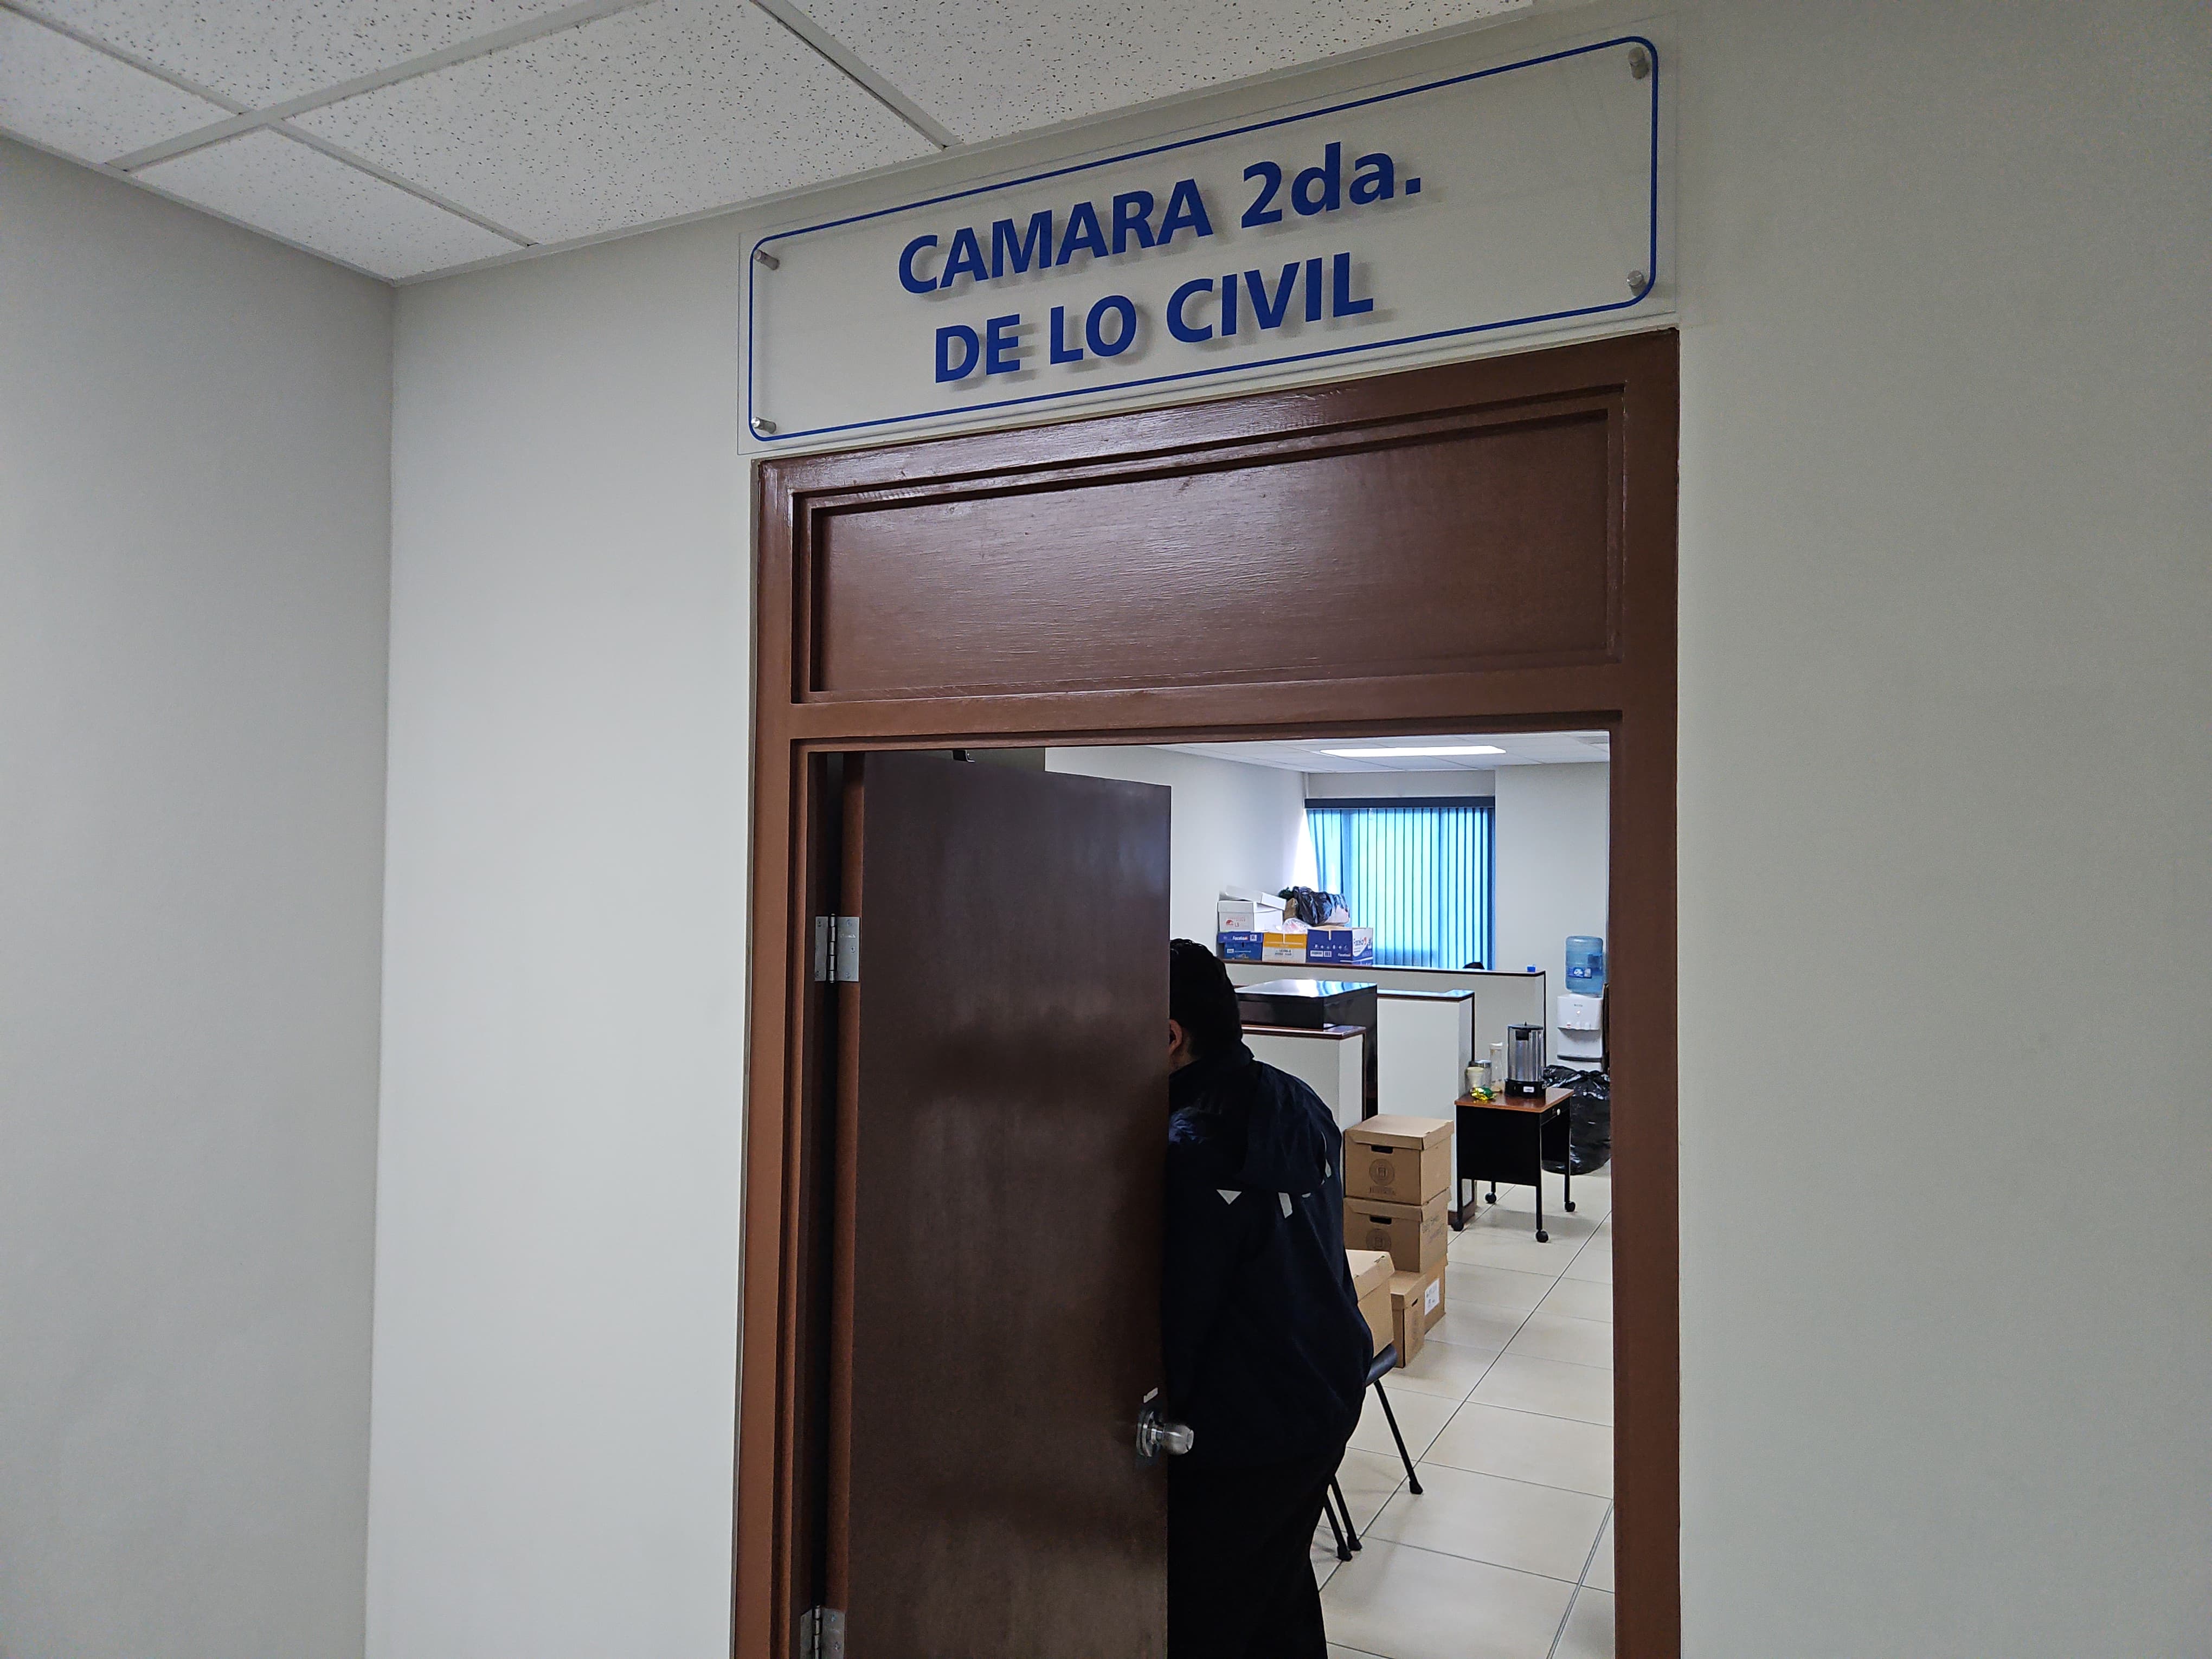 CAMARA 2da.
DE LO CIVIL